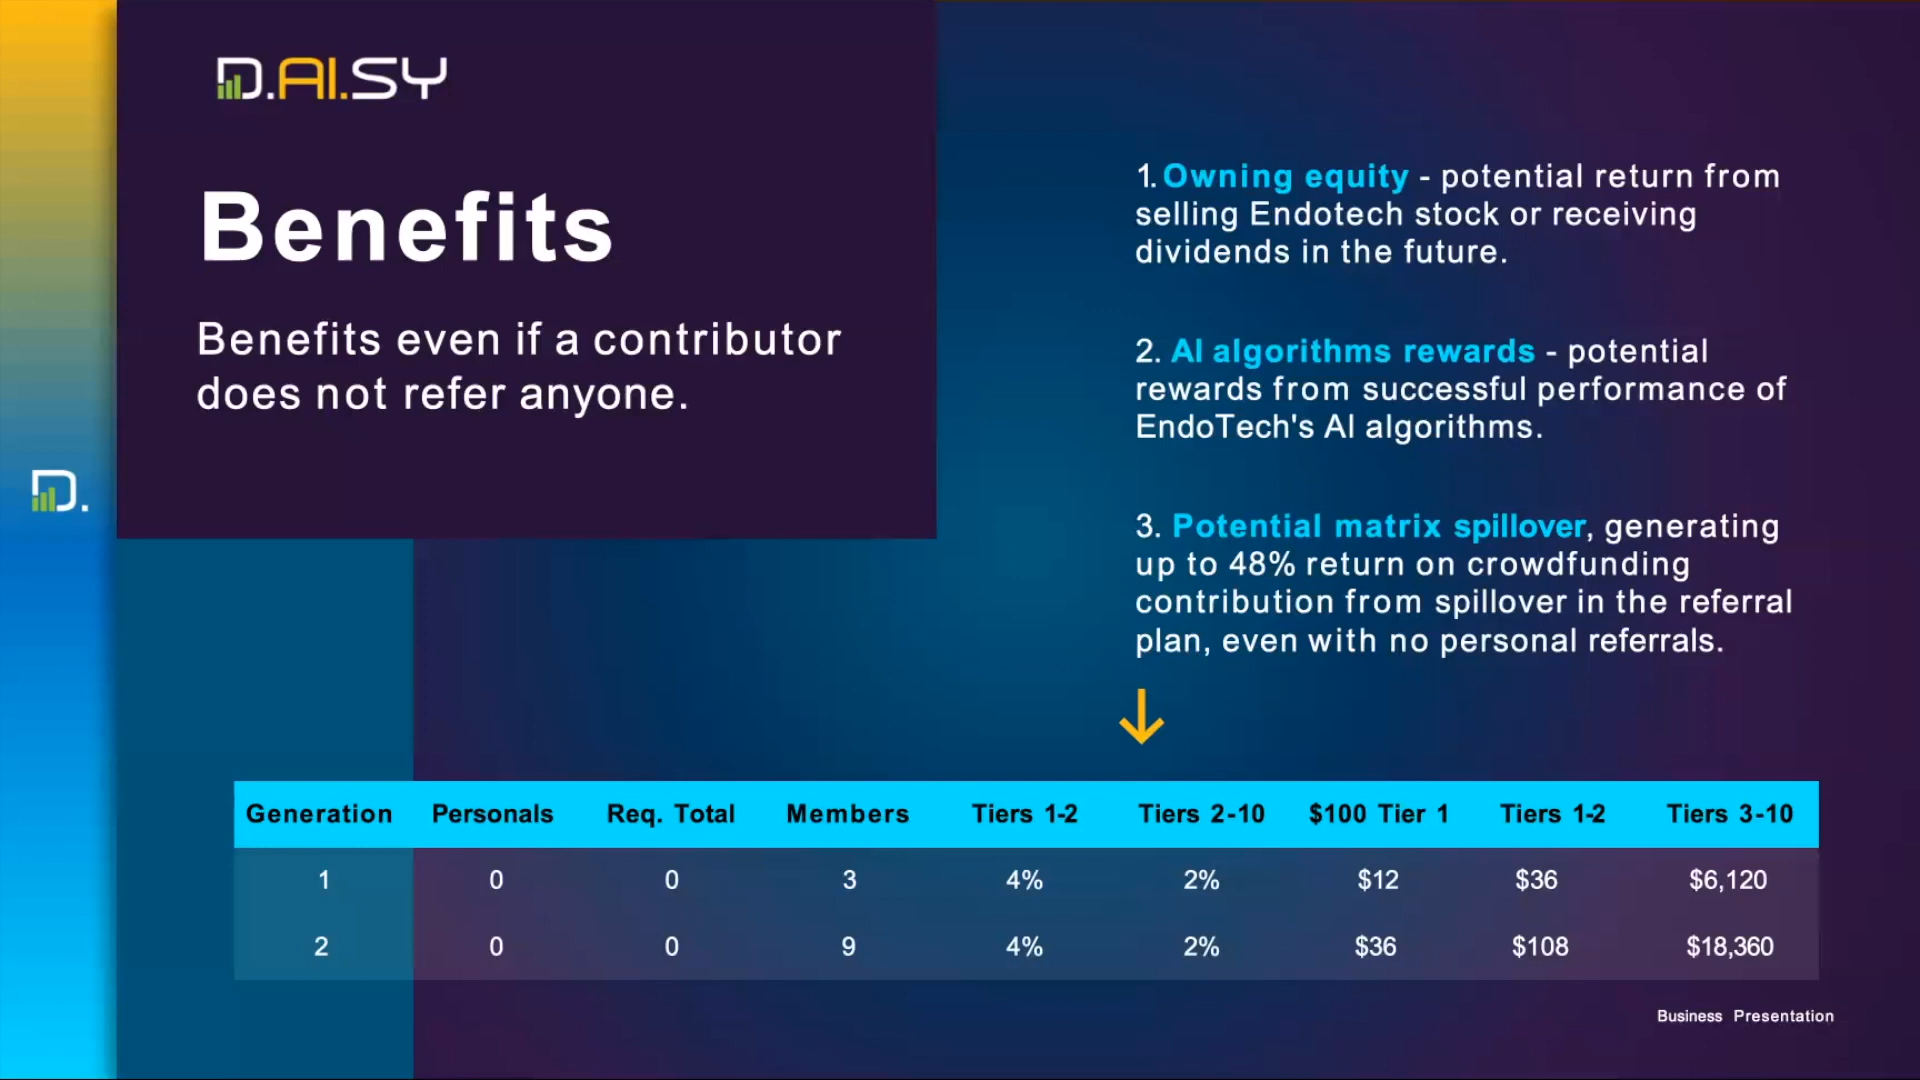 D.AI.SY
Benefits
Benefits even if a contributor
does not refer anyone.
D.
1. Owning equity - potential return from
selling Endotech stock or receiving
dividends in the future.
2. AI algorithms rewards - potential
rewards from successful performance of
EndoTech's AI algorithms.
3. Potential matrix spillover, generating
up to 48% return on crowdfunding
contribution from spillover in the referral
plan, even with no personal referrals.
Generation Personals Req. Total Members Tiers 1-2 Tiers 2-10 $100 Tier 1 Tiers 1-2 Tiers 3-10
1 0 0 3 4% 2% $12 $36 $6,120
2 0 0 9 4% 2% $36 $108 $18,360
Business Presentation